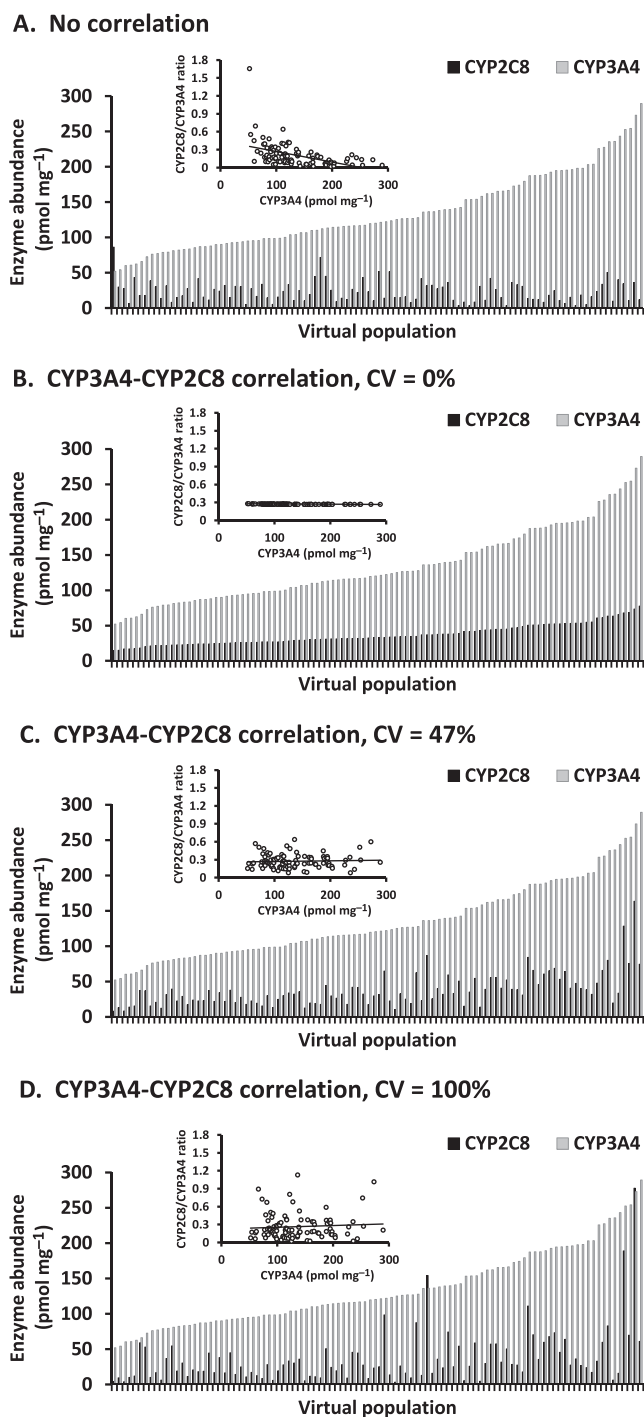 A. No correlation
CYP2C8 CYP3A4
CYP2C8/CYP3A4 ratio
1.8
1.5
1.2
0.9
0.6
0.3
0
0 100 200 300
CYP3A4 (pmol mg⁻¹)
Enzyme abundance
(pmol mg⁻¹)
300
250
200
150
100
50
0
Virtual population
B. CYP3A4-CYP2C8 correlation, CV = 0%
CYP2C8 CYP3A4
CYP2C8/CYP3A4 ratio
1.8
1.5
1.2
0.9
0.6
0.3
0
0 100 200 300
CYP3A4 (pmol mg⁻¹)
Enzyme abundance
(pmol mg⁻¹)
300
250
200
150
100
50
0
Virtual population
C. CYP3A4-CYP2C8 correlation, CV = 47%
CYP2C8 CYP3A4
CYP2C8/CYP3A4 ratio
1.8
1.5
1.2
0.9
0.6
0.3
0
0 100 200 300
CYP3A4 (pmol mg⁻¹)
Enzyme abundance
(pmol mg⁻¹)
300
250
200
150
100
50
0
Virtual population
D. CYP3A4-CYP2C8 correlation, CV = 100%
CYP2C8 CYP3A4
CYP2C8/CYP3A4 ratio
1.8
1.5
1.2
0.9
0.6
0.3
0
0 100 200 300
CYP3A4 (pmol mg⁻¹)
Enzyme abundance
(pmol mg⁻¹)
300
250
200
150
100
50
0
Virtual population